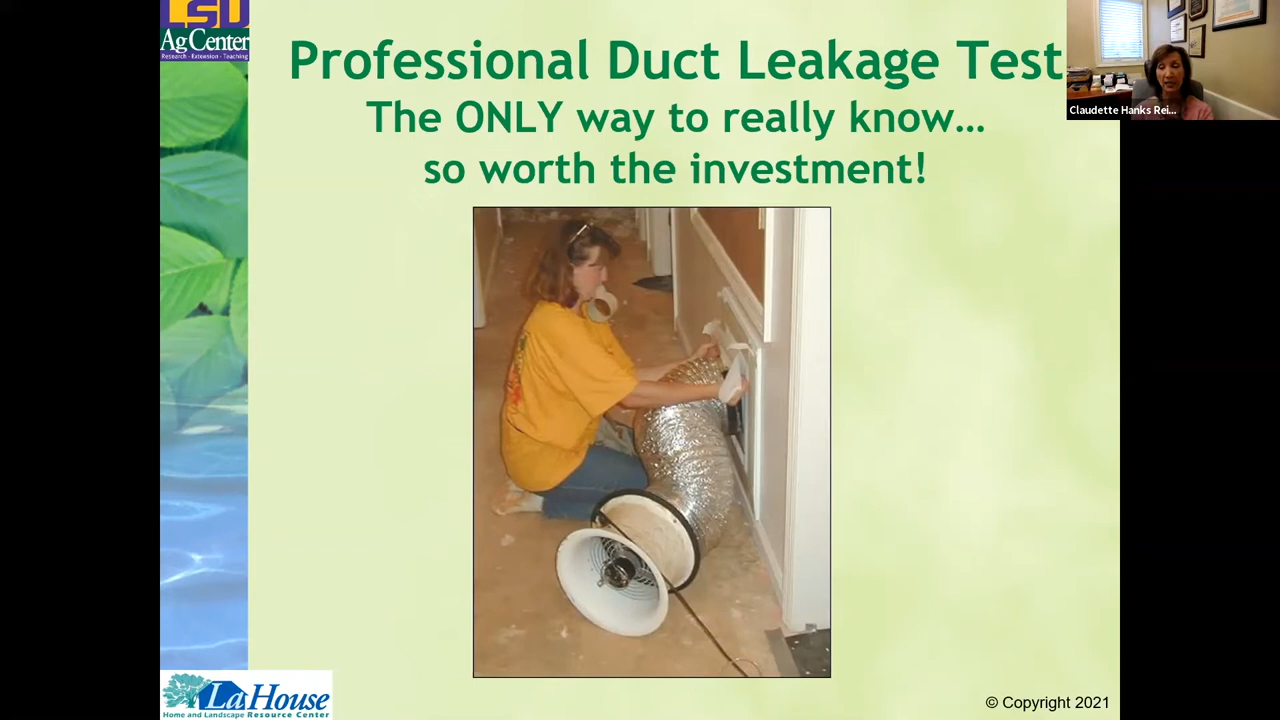 LSU
AgCenter
Research · Extension · Teaching
Professional Duct Leakage Test
The ONLY way to really know…
so worth the investment!
Claudette Hanks Rei...
LaHouse
Home and Landscape Resource Center
© Copyright 2021